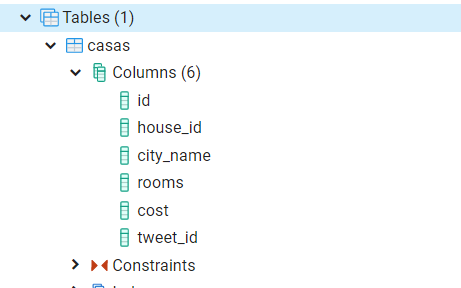 Tables (1)
casas
Columns (6)
id
house_id
city_name
rooms
cost
tweet_id
Constraints